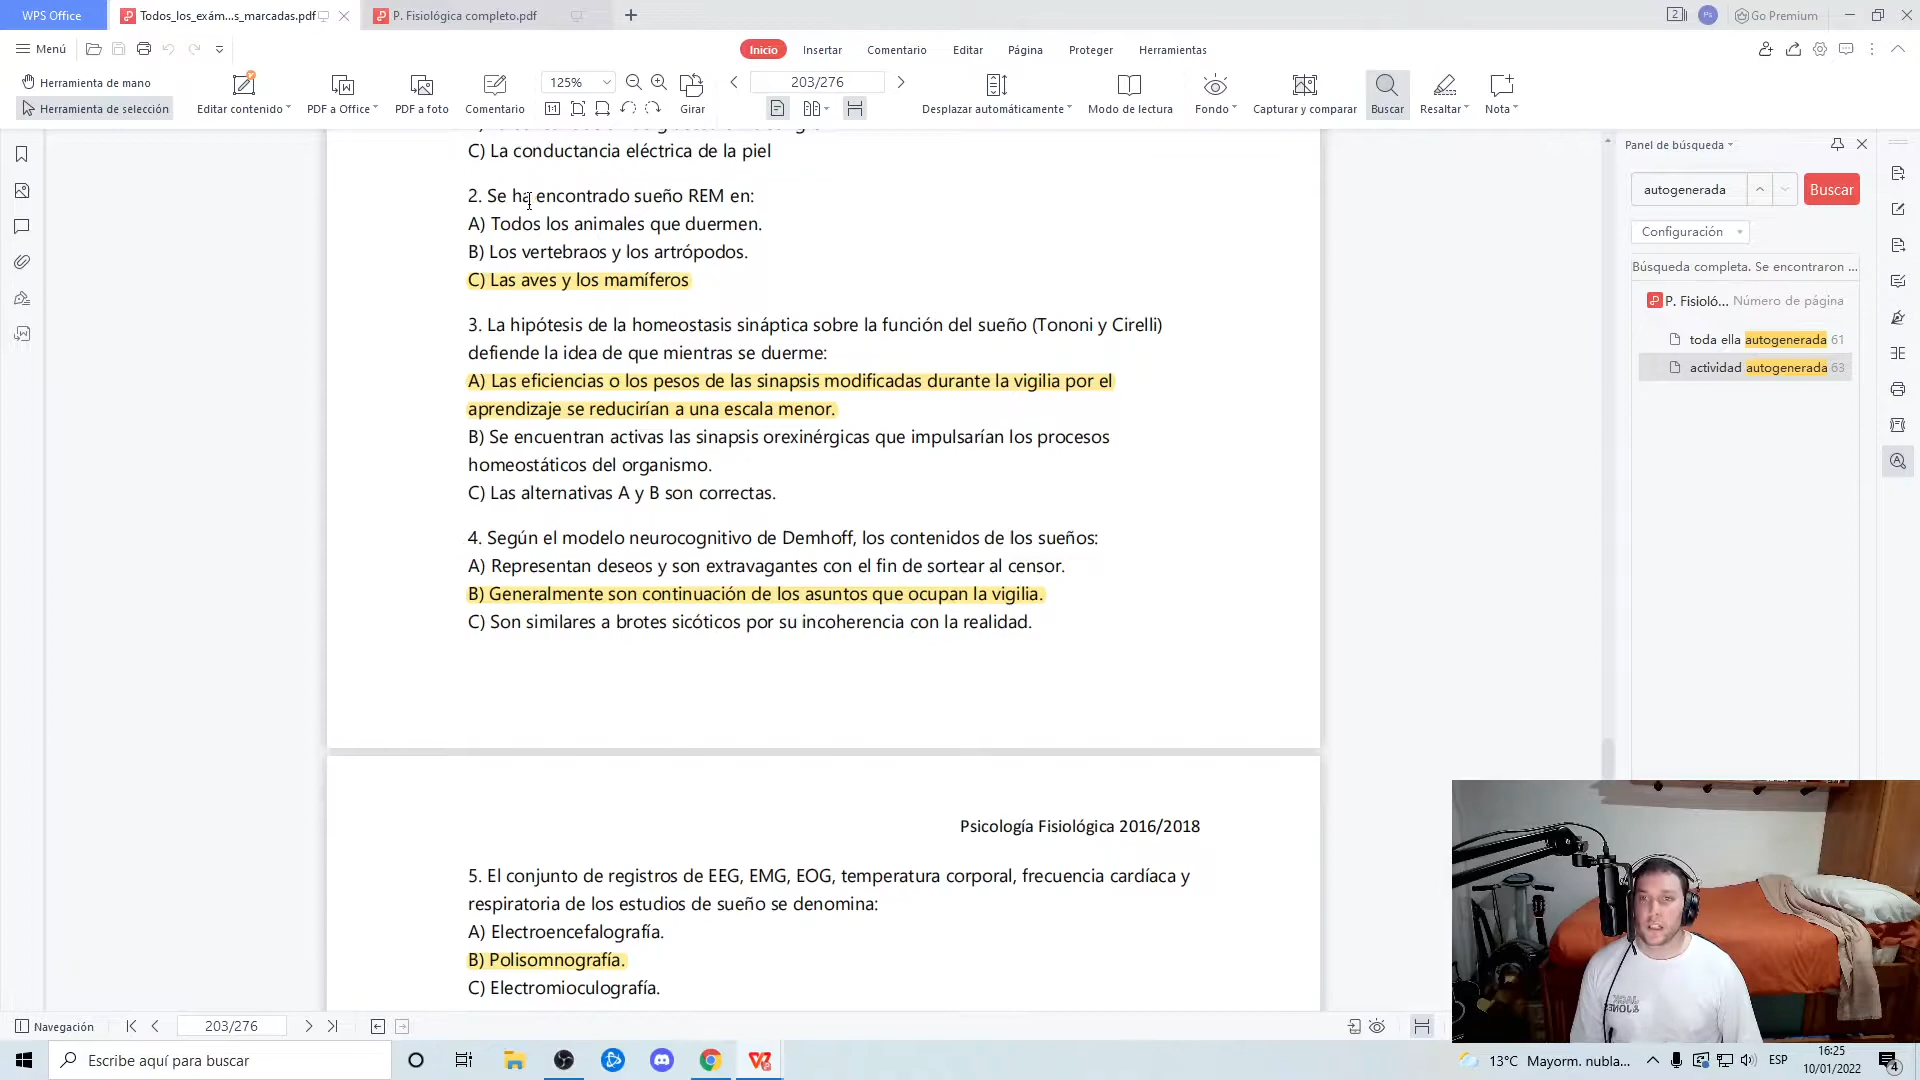 WPS Office
Todos_los_exám...s_marcadas.pdf
P. Fisiológica completo.pdf
2
Go Premium
Menú
Inicio
Insertar
Comentario
Editar
Página
Proteger
Herramientas
Herramienta de mano
Herramienta de selección
Editar contenido
PDF a Office
PDF a foto
Comentario
125%
Girar
203/276
Desplazar automáticamente
Modo de lectura
Fondo
Capturar y comparar
Buscar
Resaltar
Nota
C) La conductancia eléctrica de la piel
2. Se ha encontrado sueño REM en:
A) Todos los animales que duermen.
B) Los vertebraos y los artrópodos.
C) Las aves y los mamíferos
3. La hipótesis de la homeostasis sináptica sobre la función del sueño (Tononi y Cirelli)
defiende la idea de que mientras se duerme:
A) Las eficiencias o los pesos de las sinapsis modificadas durante la vigilia por el
aprendizaje se reducirían a una escala menor.
B) Se encuentran activas las sinapsis orexinérgicas que impulsarían los procesos
homeostáticos del organismo.
C) Las alternativas A y B son correctas.
4. Según el modelo neurocognitivo de Demhoff, los contenidos de los sueños:
A) Representan deseos y son extravagantes con el fin de sortear al censor.
B) Generalmente son continuación de los asuntos que ocupan la vigilia.
C) Son similares a brotes sicóticos por su incoherencia con la realidad.
Psicología Fisiológica 2016/2018
5. El conjunto de registros de EEG, EMG, EOG, temperatura corporal, frecuencia cardíaca y
respiratoria de los estudios de sueño se denomina:
A) Electroencefalografía.
B) Polisomnografía.
C) Electromioculografía.
Panel de búsqueda
autogenerada
Buscar
Configuración
Búsqueda completa. Se encontraron ...
P. Fisioló... Número de página
toda ella autogenerada 61
actividad autogenerada 63
Navegación
203/276
Escribe aquí para buscar
13°C Mayorm. nubla...
ESP
16:25
10/01/2022
4